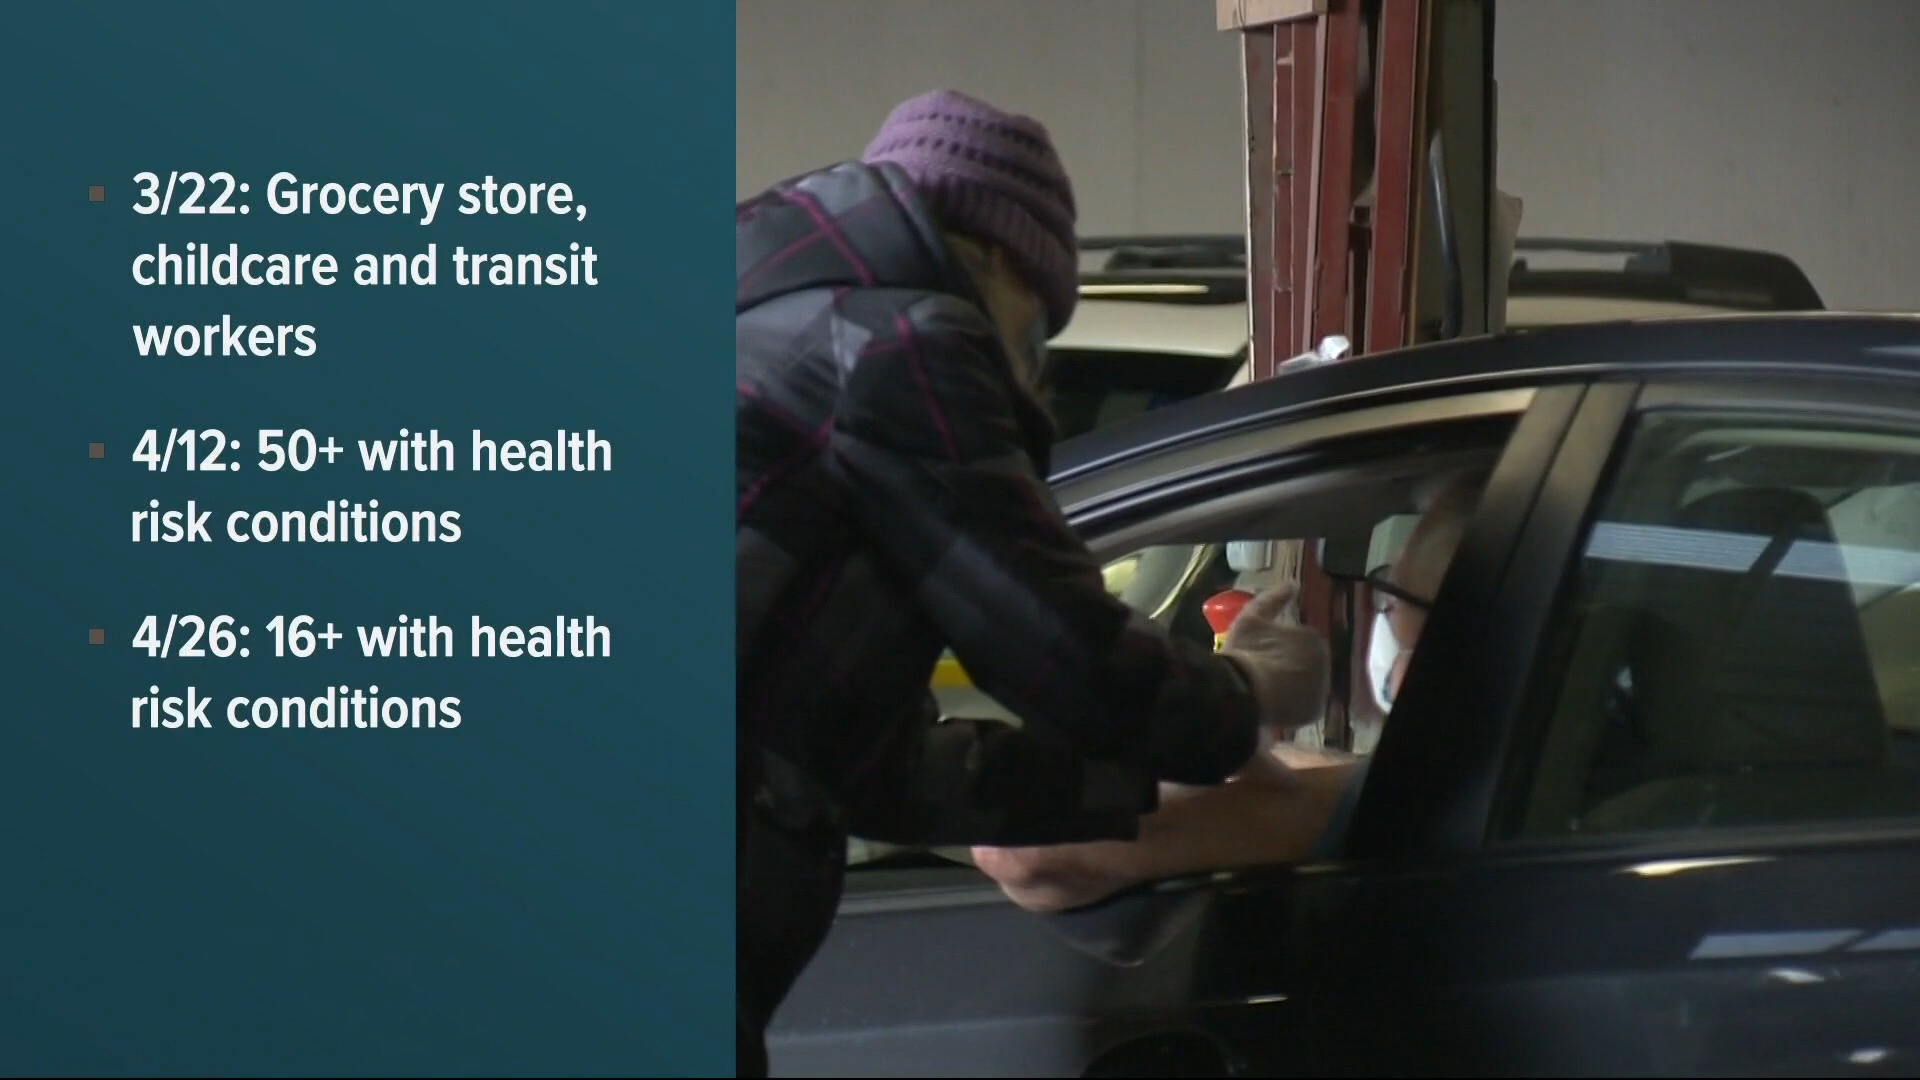 3/22: Grocery store,
childcare and transit
workers
4/12: 50+ with health
risk conditions
4/26: 16+ with health
risk conditions